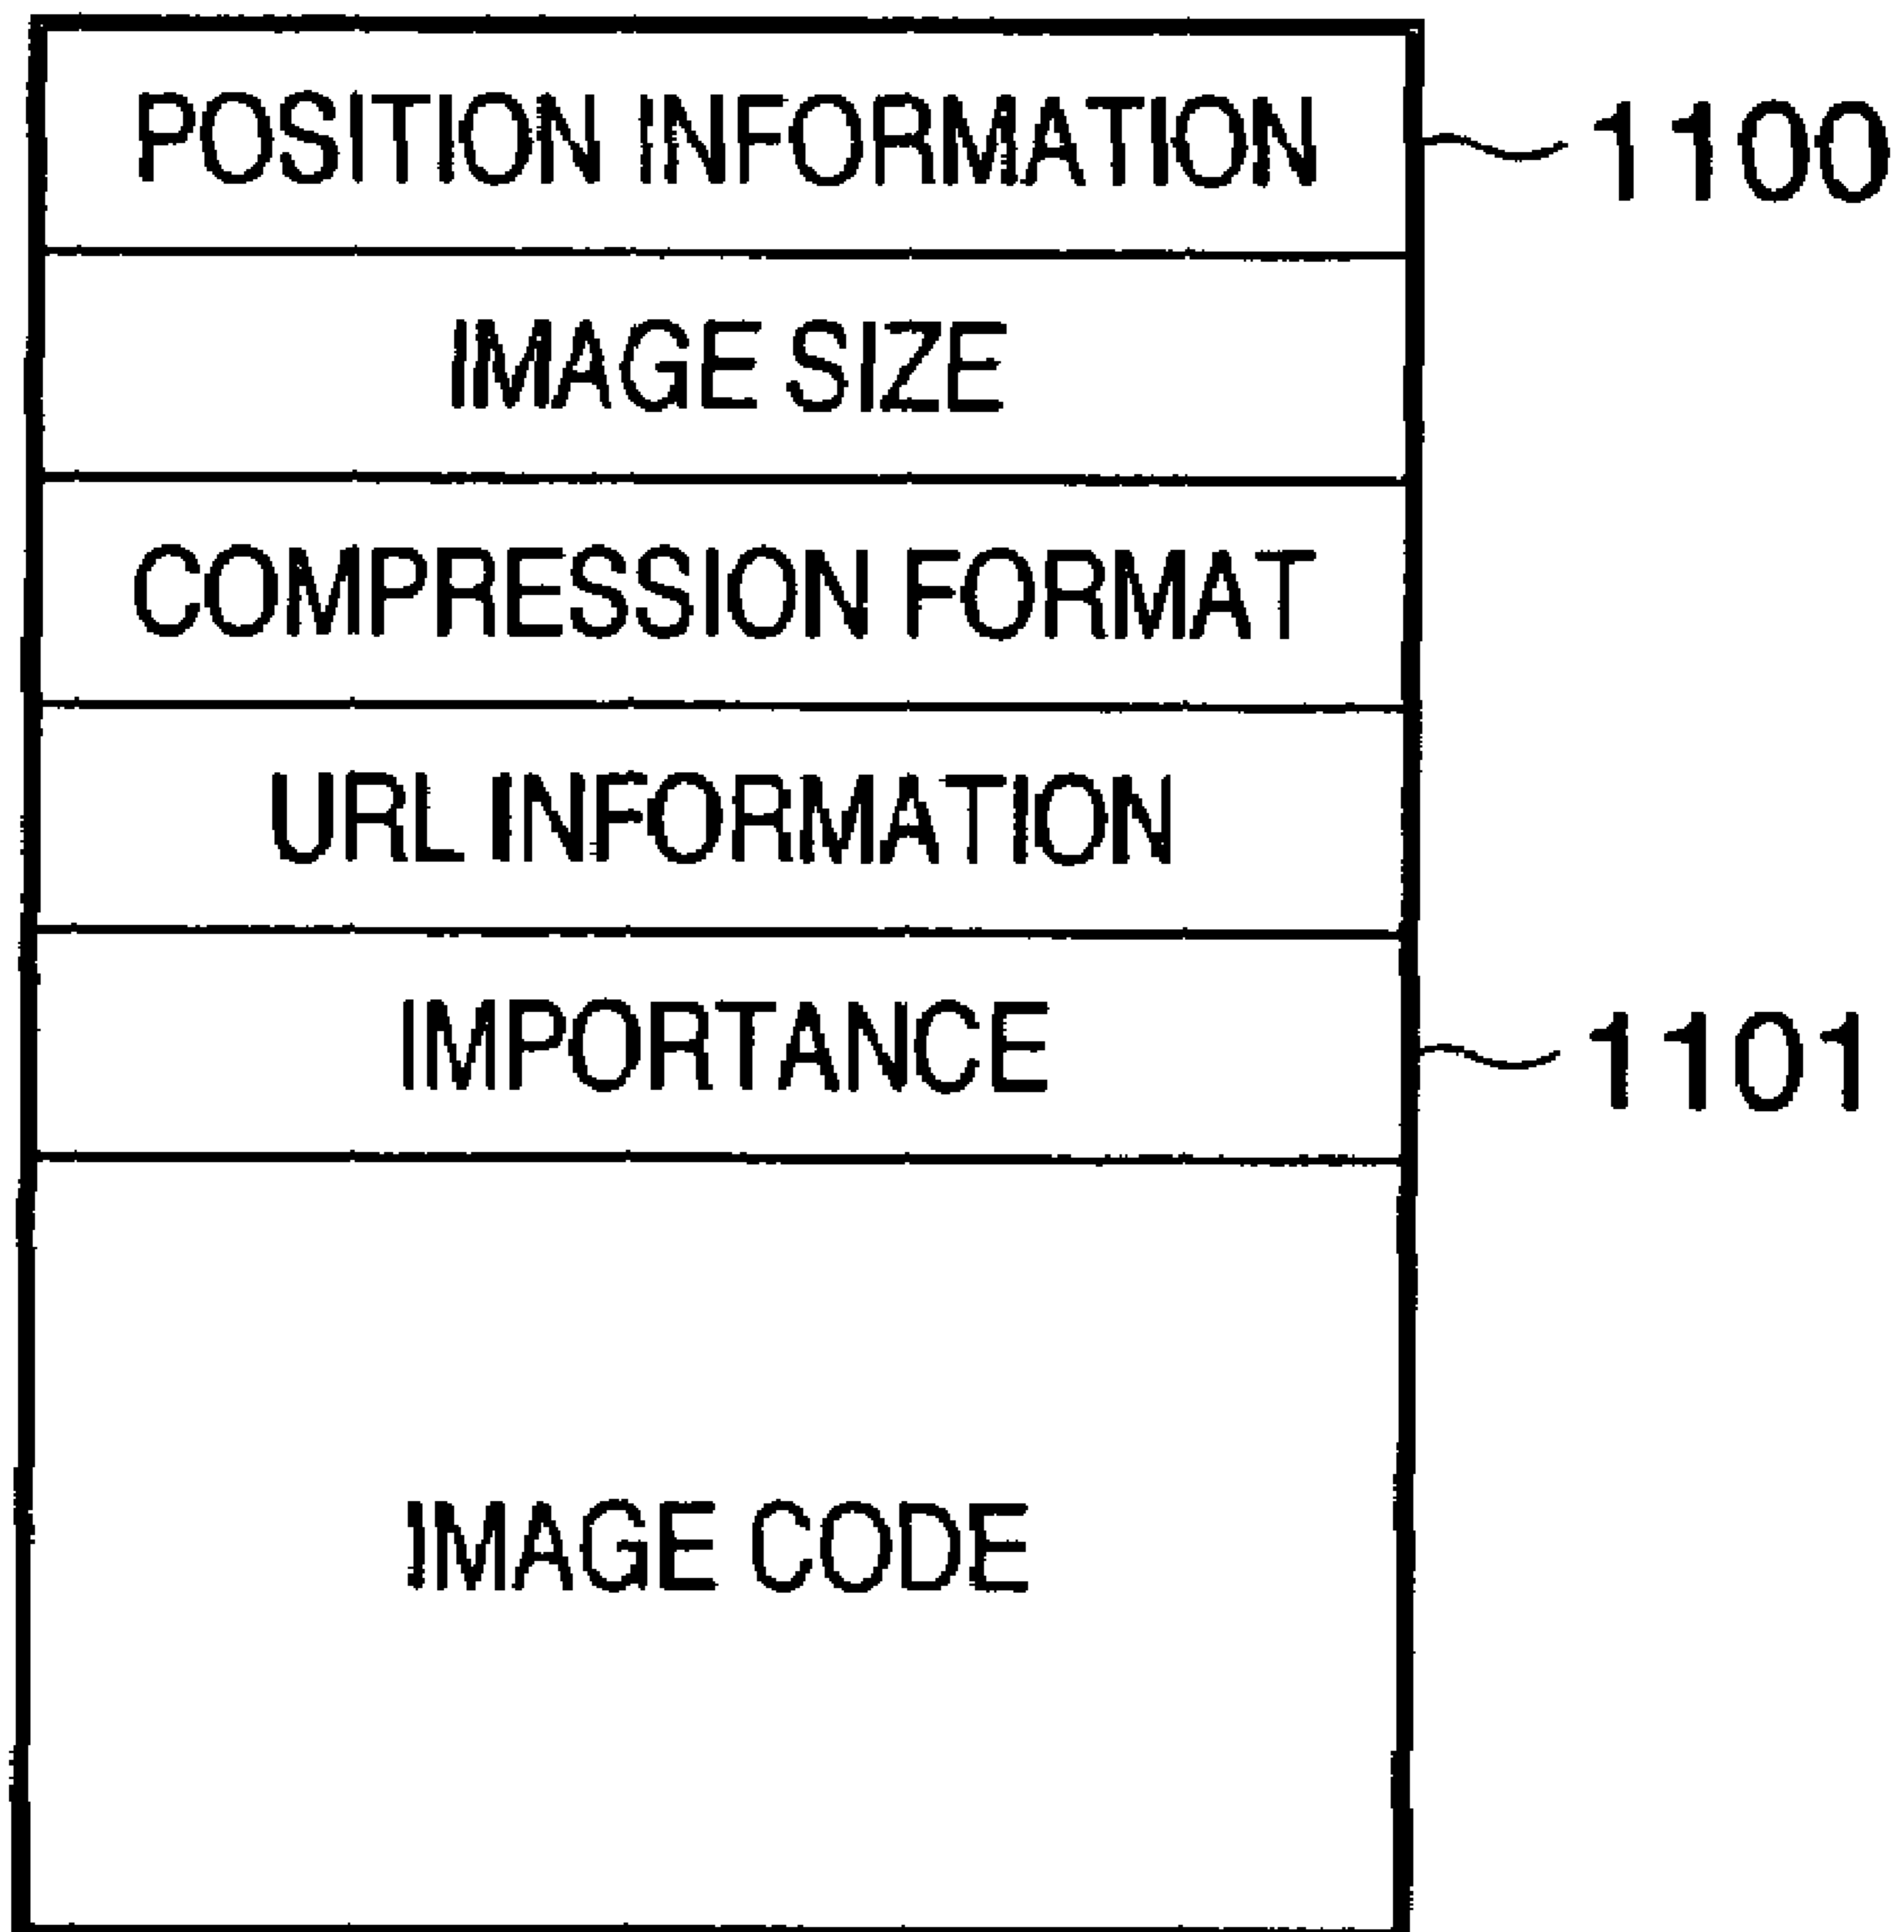 POSITION INFORMATION 1100
IMAGE SIZE
COMPRESSION FORMAT
URL INFORMATION
IMPORTANCE 1101
IMAGE CODE